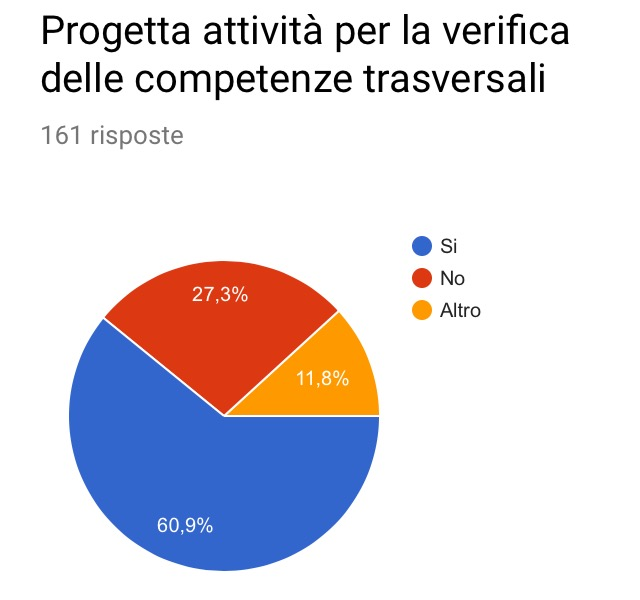 Progetta attività per la verifica
delle competenze trasversali
161 risposte
Si
No
Altro
27,3%
11,8%
60,9%